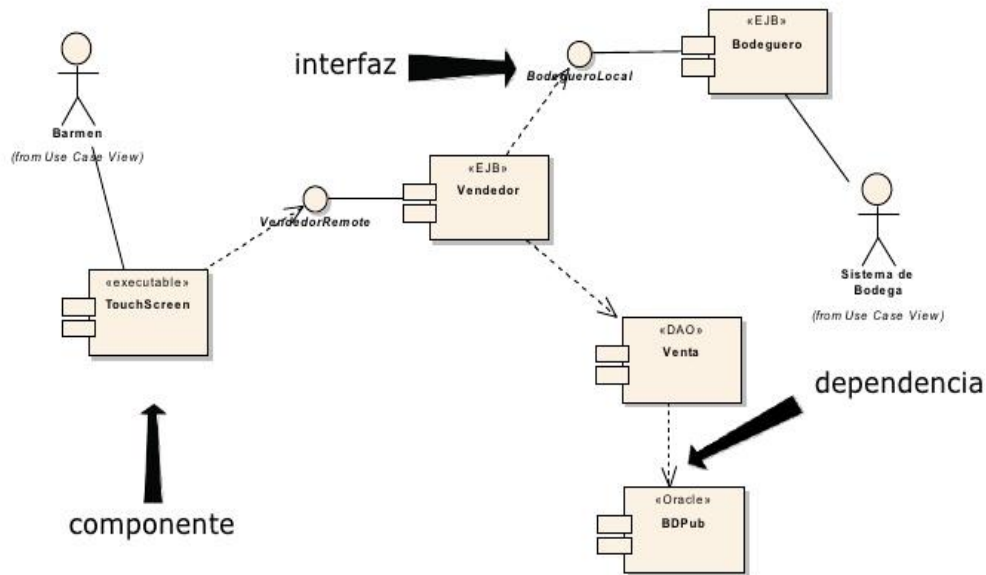 «EJB»
Bodeguero
interfaz
BodegueroLocal
Barmen
(from Use Case View)
«EJB»
Vendedor
VendedorRemote
«executable»
TouchScreen
Sistema de
Bodega
(from Use Case View)
«DAO»
Venta
dependencia
componente
«Oracle»
BDPub